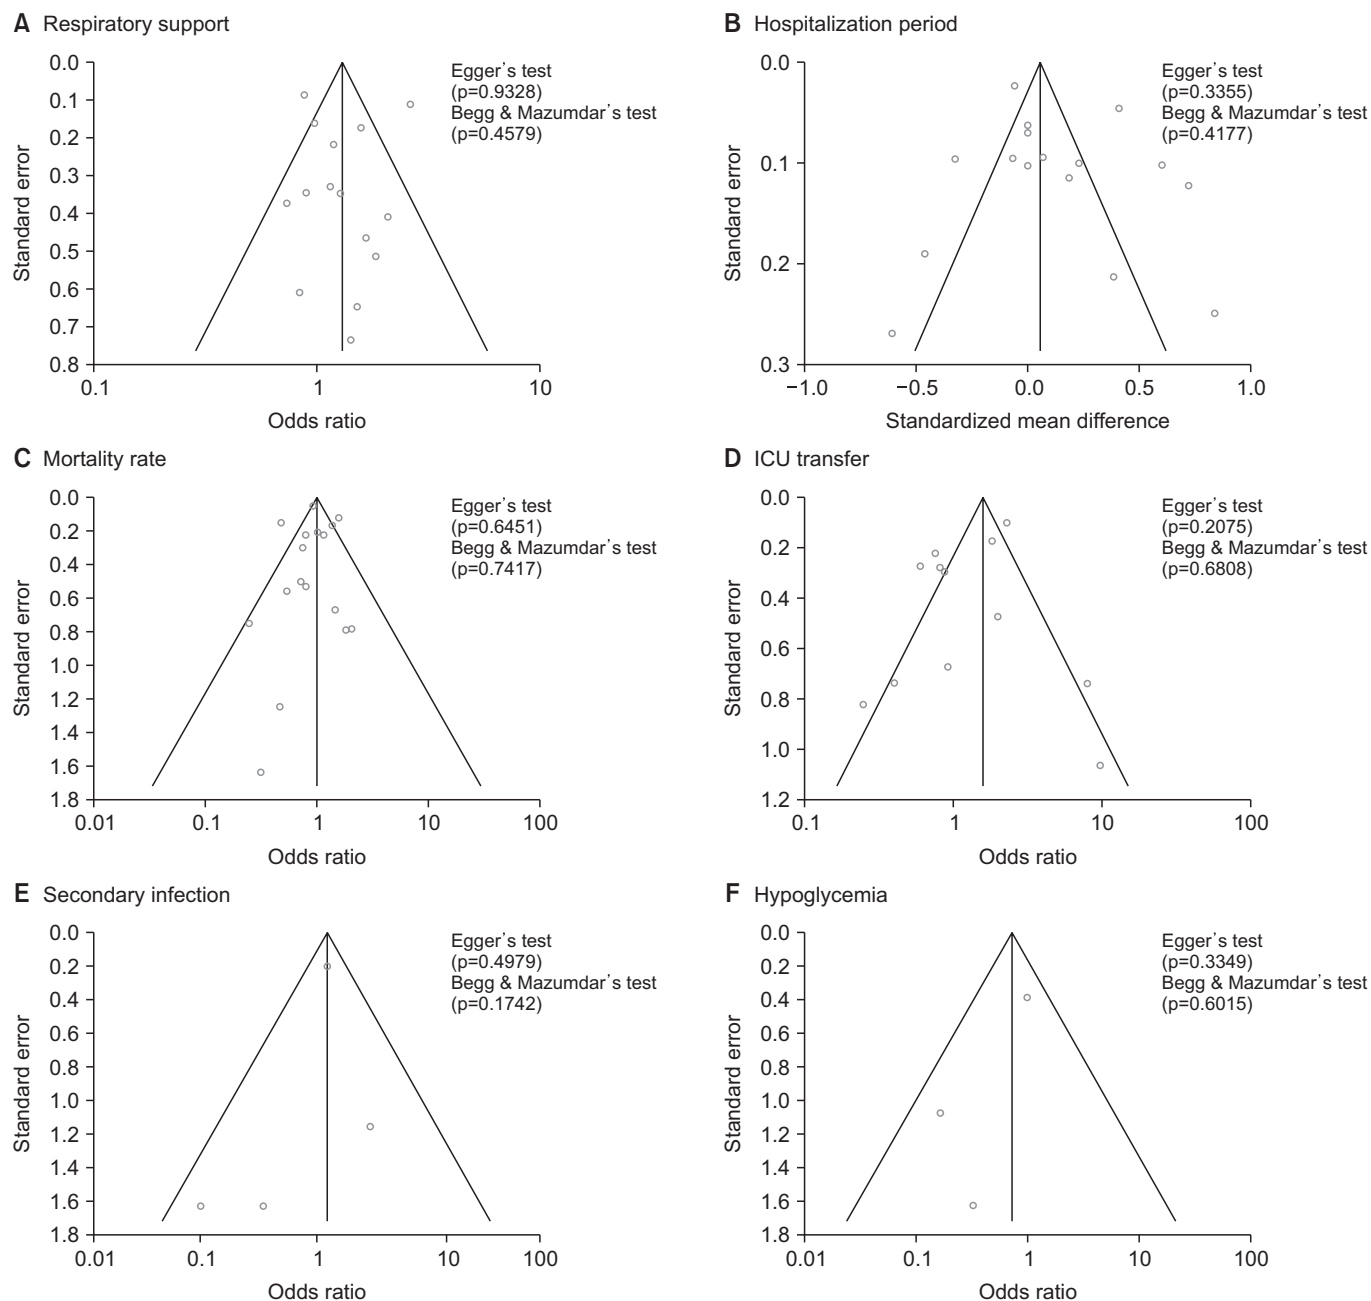 A Respiratory support
Egger's test
(p=0.9328)
Begg & Mazumdar's test
(p=0.4579)
0.0
0.1
0.2
0.3
0.4
0.5
0.6
0.7
0.8
Standard error
0.1 1 10
Odds ratio
B Hospitalization period
Egger's test
(p=0.3355)
Begg & Mazumdar's test
(p=0.4177)
0.0
0.1
0.2
0.3
Standard error
−1.0 −0.5 0.0 0.5 1.0
Standardized mean difference
C Mortality rate
Egger's test
(p=0.6451)
Begg & Mazumdar's test
(p=0.7417)
0.0
0.2
0.4
0.6
0.8
1.0
1.2
1.4
1.6
1.8
Standard error
0.01 0.1 1 10 100
Odds ratio
D ICU transfer
Egger's test
(p=0.2075)
Begg & Mazumdar's test
(p=0.6808)
0.0
0.2
0.4
0.6
0.8
1.0
1.2
Standard error
0.1 1 10 100
Odds ratio
E Secondary infection
Egger's test
(p=0.4979)
Begg & Mazumdar's test
(p=0.1742)
0.0
0.2
0.4
0.6
0.8
1.0
1.2
1.4
1.6
1.8
Standard error
0.01 0.1 1 10 100
Odds ratio
F Hypoglycemia
Egger's test
(p=0.3349)
Begg & Mazumdar's test
(p=0.6015)
0.0
0.2
0.4
0.6
0.8
1.0
1.2
1.4
1.6
1.8
Standard error
0.01 0.1 1 10 100
Odds ratio